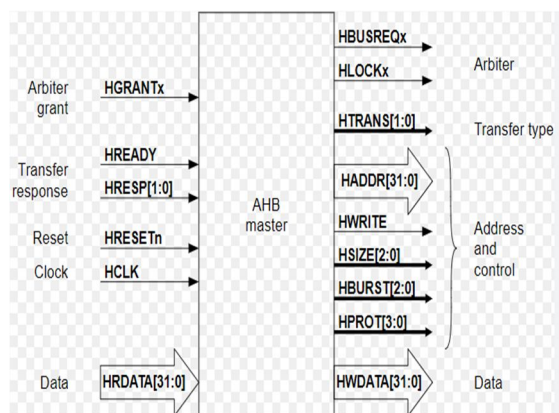 Arbiter
grant
HGRANTx
Transfer
response
HREADY
HRESP[1:0]
Reset
HRESETn
Clock
HCLK
Data
HRDATA[31:0]
AHB
master
HBUSREQx
HLOCKx
Arbiter
HTRANS[1:0]
Transfer type
HADDR[31:0]
HWRITE
HSIZE[2:0]
HBURST[2:0]
HPROT[3:0]
Address
and
control
HWDATA[31:0]
Data